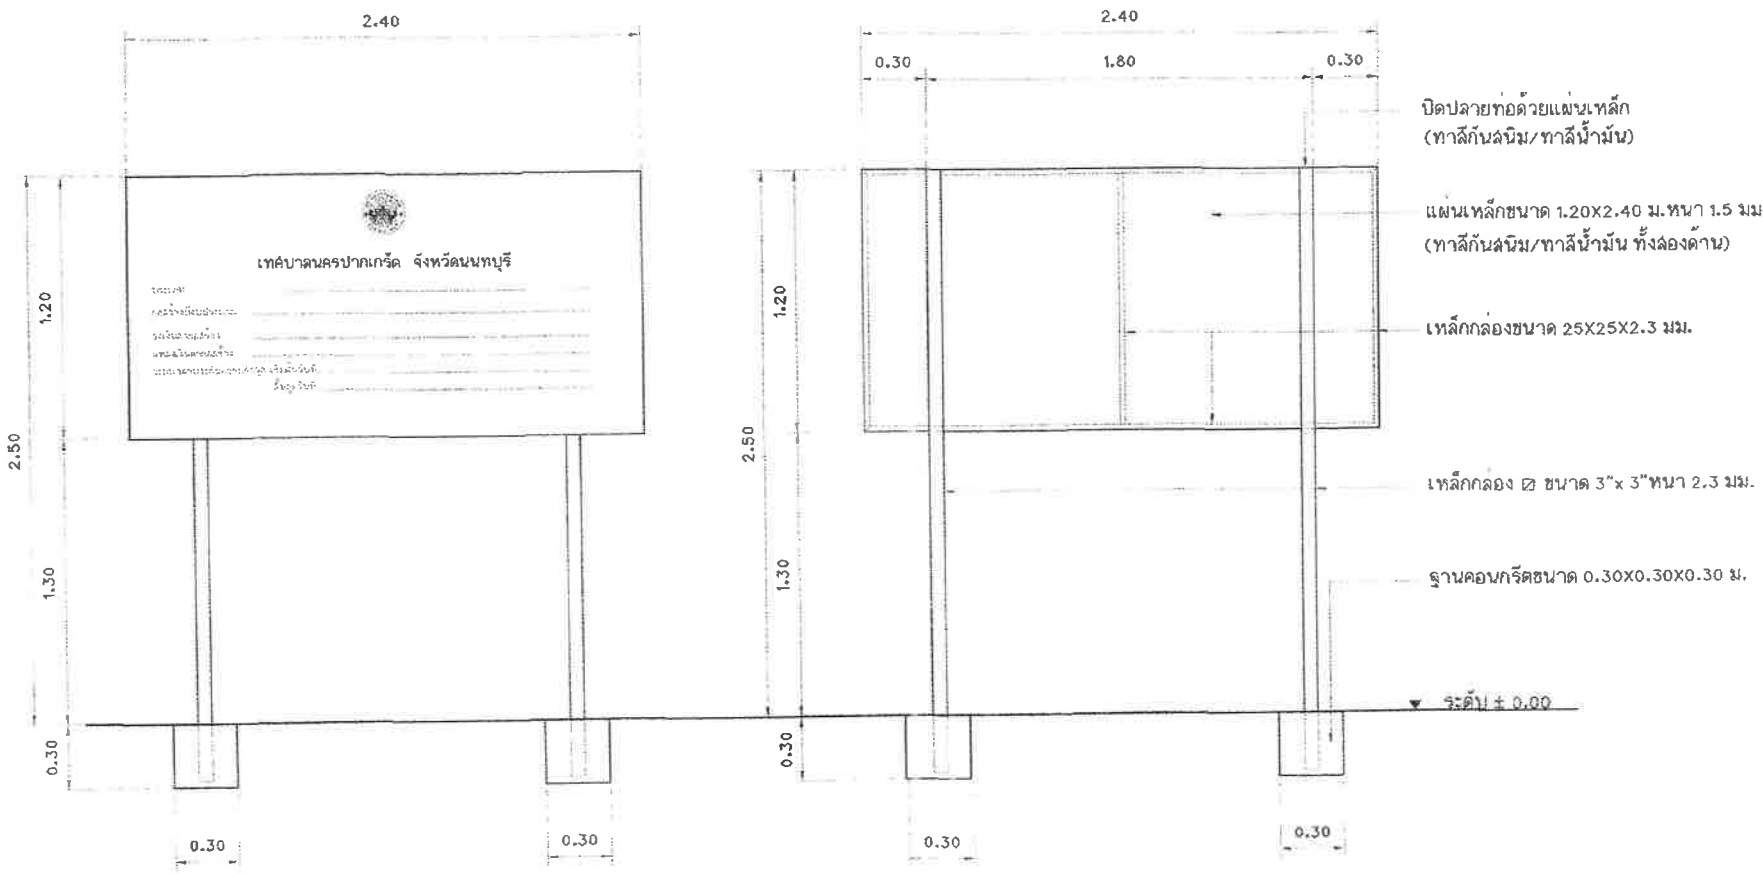 2.40
2.40
0.30
1.80
0.30
ปิดปลายท่อด้วยแผ่นเหล็ก
(ทาสีกันสนิม/ทาสีน้ำมัน)
แผ่นเหล็กขนาด 1.20X2.40 ม.หนา 1.5 มม
(ทาสีกันสนิม/ทาสีน้ำมัน ทั้งสองด้าน)
เทศบาลนครปากเกร็ด จังหวัดนนทบุรี
1.20
1.20
เหล็กกล่องขนาด 25X25X2.3 มม.
สิ้นสุดวันที่
2.50
2.50
เหล็กกล่อง ขนาด 3"x 3"หนา 2.3 มม.
1.30
1.30
ฐานคอนกรีตขนาด 0.30X0.30X0.30 ม.
ระดับ ± 0.00
0.30
0.30
0.30
0.30
0.30
0.30